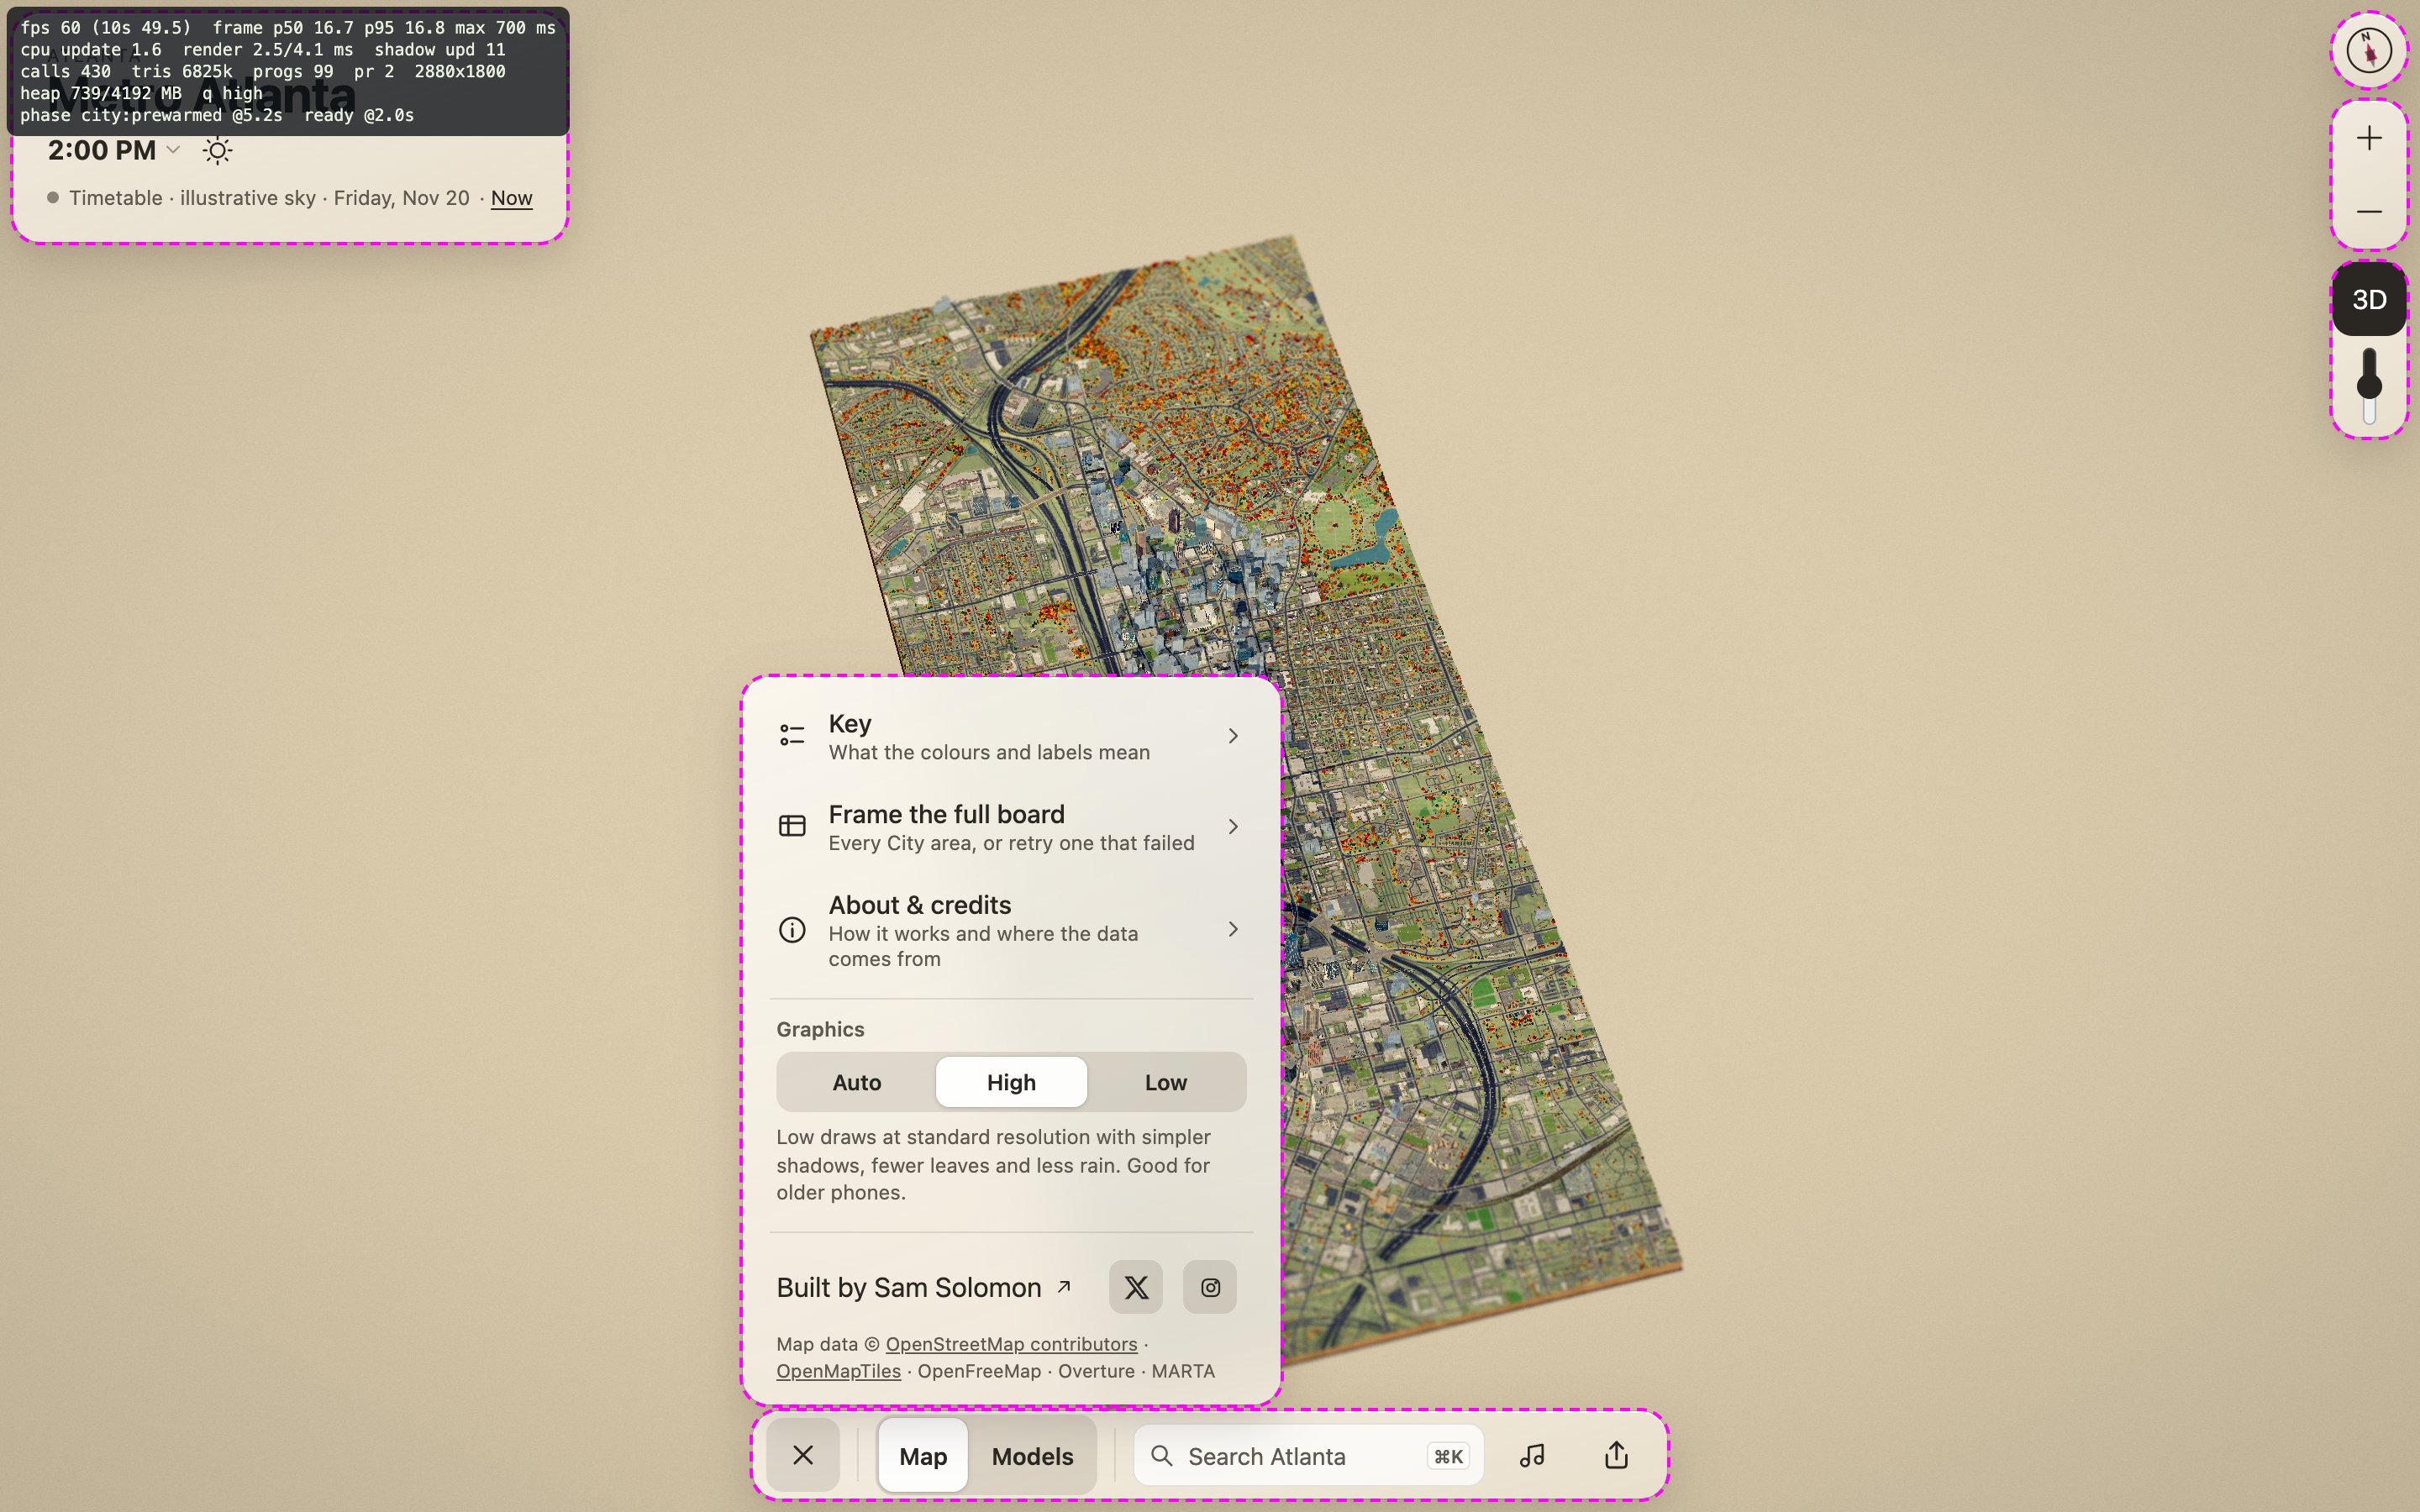 fps 60 (10s 49.5)  frame p50 16.7 p95 16.8 max 700 ms
cpu update 1.6  render 2.5/4.1 ms  shadow upd 11
calls 430  tris 6825k  progs 99  pr 2  2880x1800
heap 739/4192 MB  q high
phase city:prewarmed @5.2s  ready @2.0s
ATLANTA
Metro Atlanta
2:00 PM
Timetable · illustrative sky · Friday, Nov 20 · Now
N
3D
Key
What the colours and labels mean
Frame the full board
Every City area, or retry one that failed
About & credits
How it works and where the data
comes from
Graphics
Auto High Low
Low draws at standard resolution with simpler
shadows, fewer leaves and less rain. Good for
older phones.
Built by Sam Solomon
Map data © OpenStreetMap contributors ·
OpenMapTiles · OpenFreeMap · Overture · MARTA
Map Models Search Atlanta ⌘K